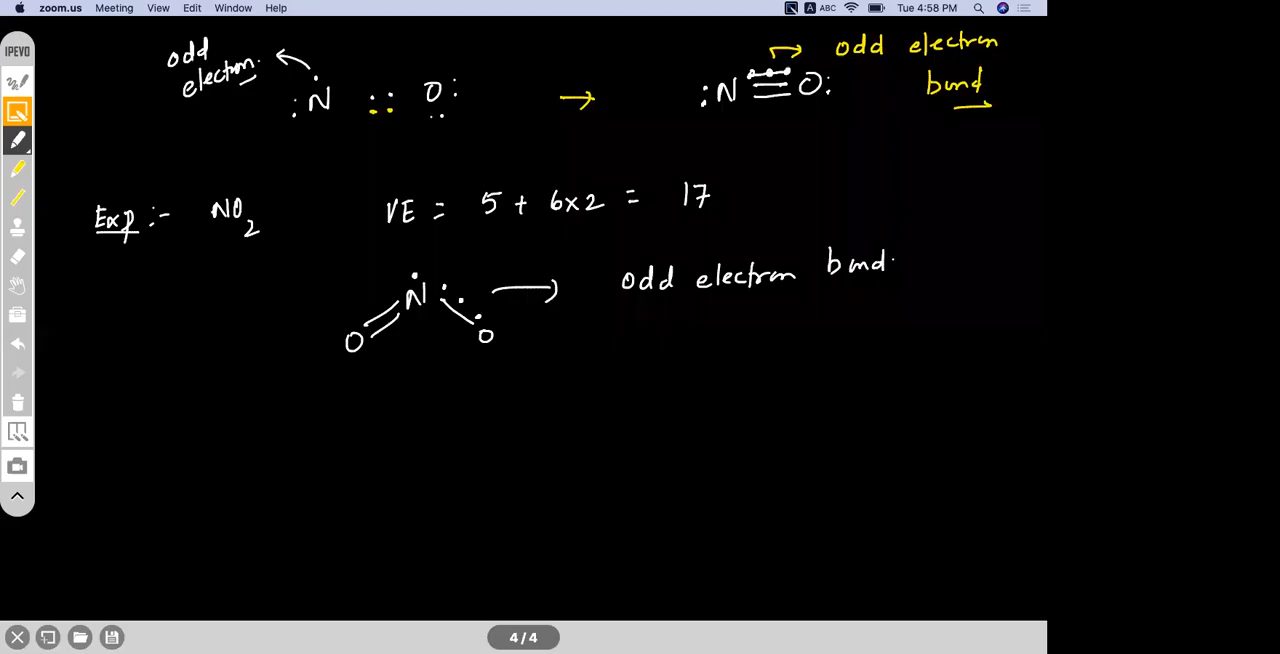 zoom.us Meeting View Edit Window Help A ABC Tue 4:58 PM
IPEVO
odd electron
odd
electron.
:N :: O: → :N≡O:
bond
Exp :- NO2 VE = 5 + 6x2 = 17
odd electron bond.
N
O O
4/4